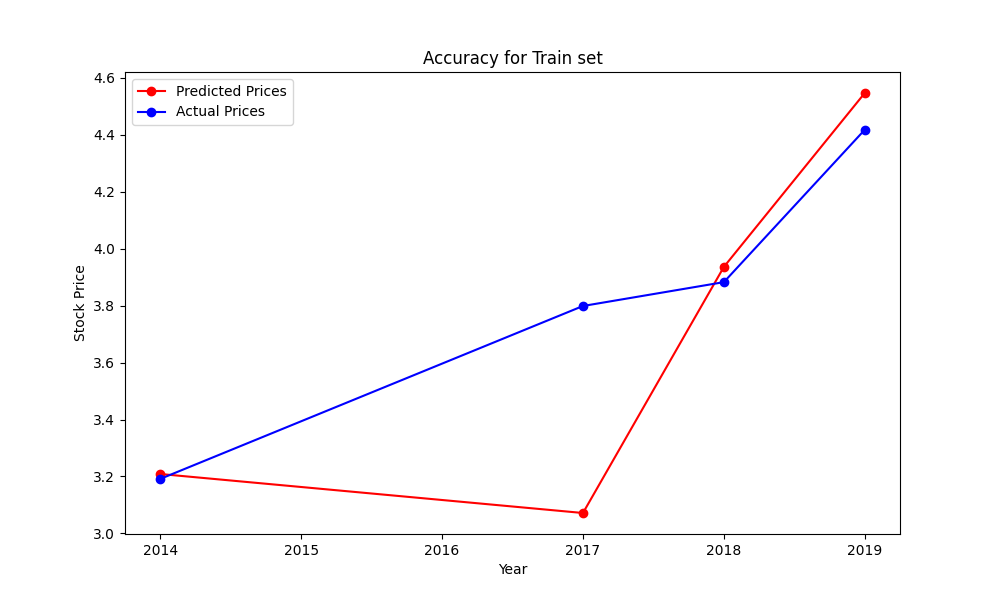 Accuracy for Train set
Predicted Prices
Actual Prices
4.6
4.4
4.2
4.0
3.8
3.6
3.4
3.2
3.0
Stock Price
2014 2015 2016 2017 2018 2019
Year